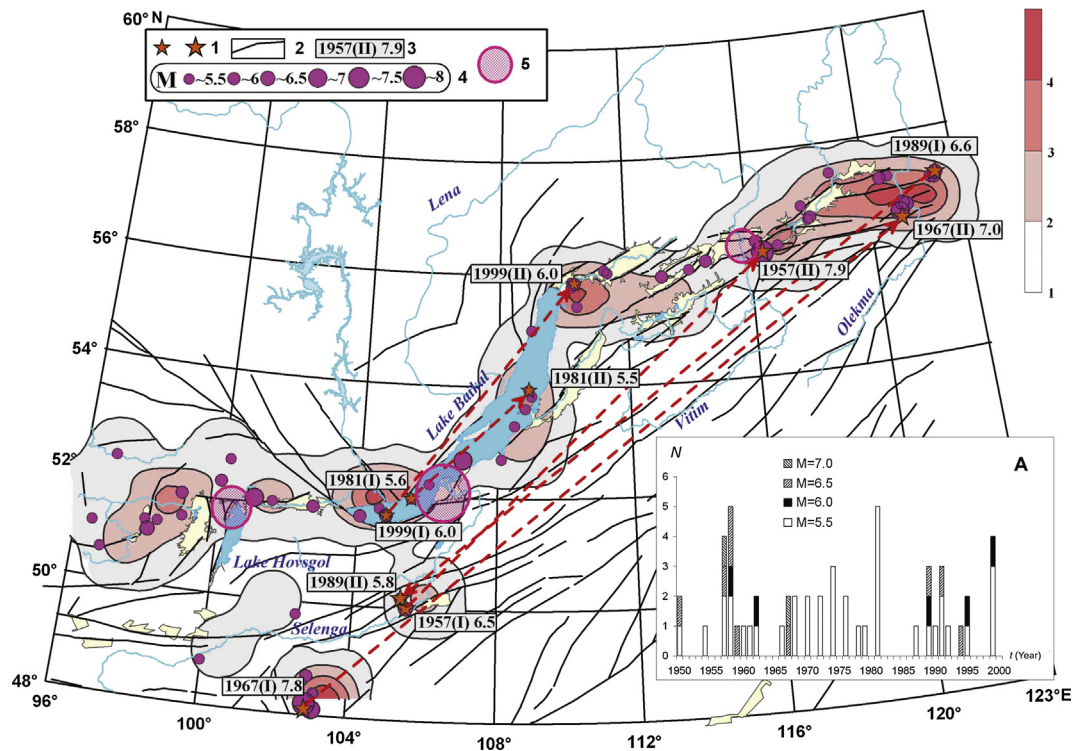 60° N
1 2 1957(II) 7.9 3
M ~5.5 ~6 ~6.5 ~7 ~7.5 ~8 4 5
4
3
2
1
58°
56°
54°
52°
50°
48°
96°
100°
104°
108°
112°
116°
120°
123°E
Lena
1989(I) 6.6
1967(II) 7.0
1957(II) 7.9
1999(II) 6.0
Olekma
1981(II) 5.5
Lake Baikal
Vitim
1981(I) 5.6
1999(I) 6.0
Lake Hovsgol
1989(II) 5.8
1957(I) 6.5
Selenga
1967(I) 7.8
N
A
M=7.0
M=6.5
M=6.0
M=5.5
6
5
4
3
2
1
0
1950 1955 1958 1965 1967 1970 1974 1975 1981 1985 1990 1995 2000
t (Year)